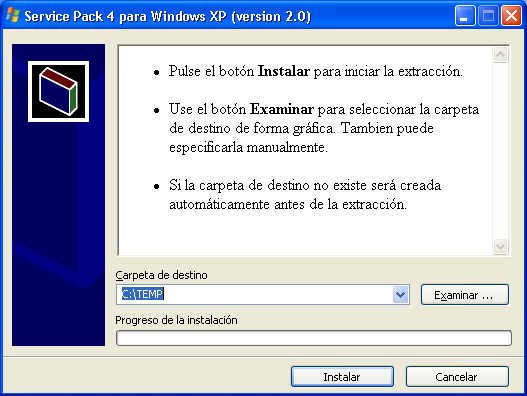 Service Pack 4 para Windows XP (version 2.0)
Pulse el botón Instalar para iniciar la extracción.
Use el botón Examinar para seleccionar la carpeta
de destino de forma gráfica. Tambien puede
especificarla manualmente.
Si la carpeta de destino no existe será creada
automáticamente antes de la extracción.
Carpeta de destino
C:\TEMP
Examinar ...
Progreso de la instalación
Instalar
Cancelar